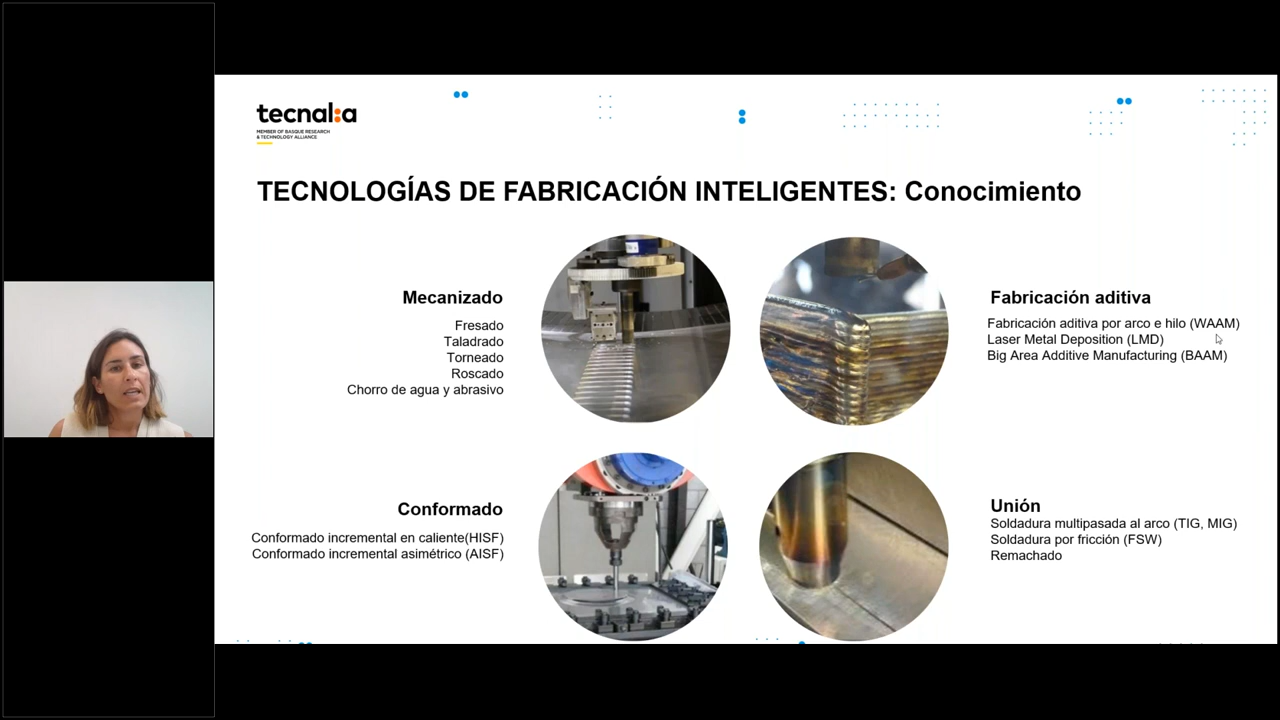 tecnal:a
MEMBER OF BASQUE RESEARCH
& TECHNOLOGY ALLIANCE
TECNOLOGÍAS DE FABRICACIÓN INTELIGENTES: Conocimiento
Mecanizado
Fresado
Taladrado
Torneado
Roscado
Chorro de agua y abrasivo
Fabricación aditiva
Fabricación aditiva por arco e hilo (WAAM)
Laser Metal Deposition (LMD)
Big Area Additive Manufacturing (BAAM)
Conformado
Conformado incremental en caliente(HISF)
Conformado incremental asimétrico (AISF)
Unión
Soldadura multipasada al arco (TIG, MIG)
Soldadura por fricción (FSW)
Remachado